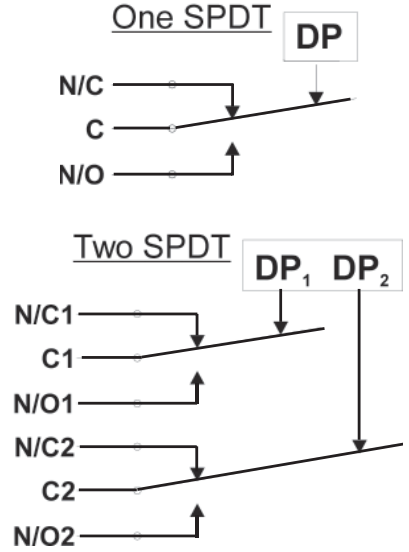 One SPDT
DP
N/C
C
N/O
Two SPDT
DP₁ DP₂
N/C1
C1
N/O1
N/C2
C2
N/O2